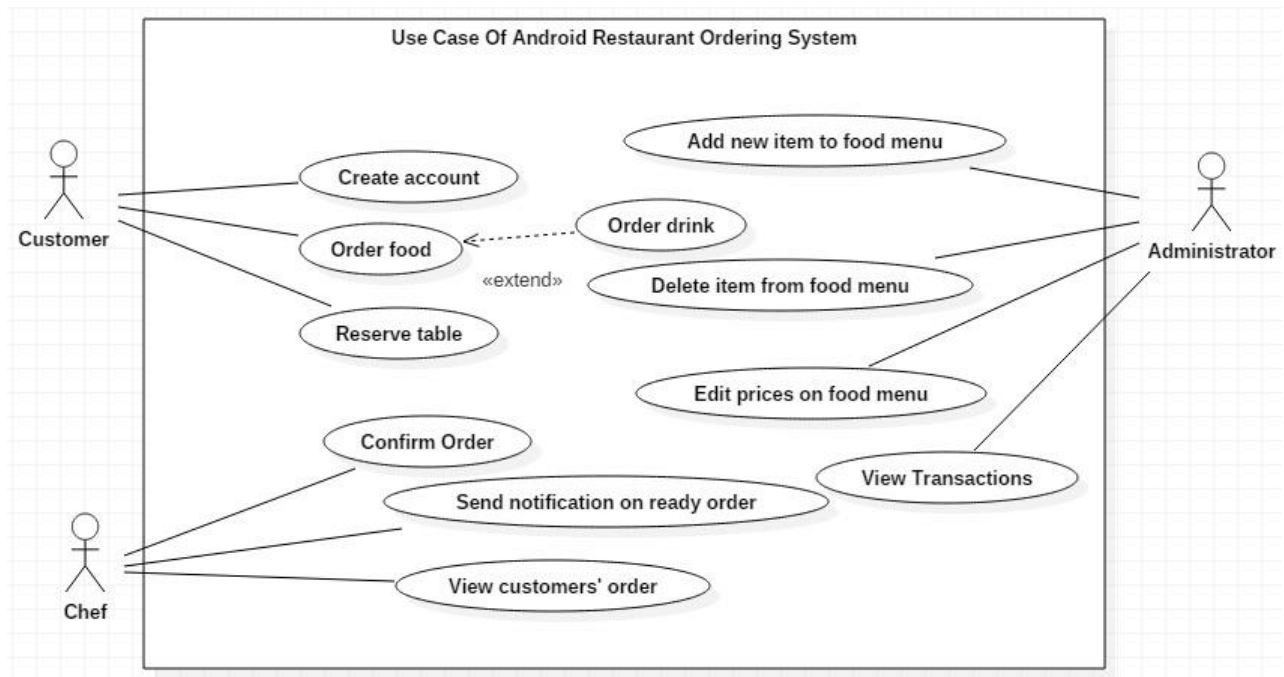 Use Case Of Android Restaurant Ordering System
Add new item to food menu
Create account
Order drink
Customer
Order food
Administrator
«extend»
Delete item from food menu
Reserve table
Edit prices on food menu
Confirm Order
View Transactions
Send notification on ready order
View customers' order
Chef